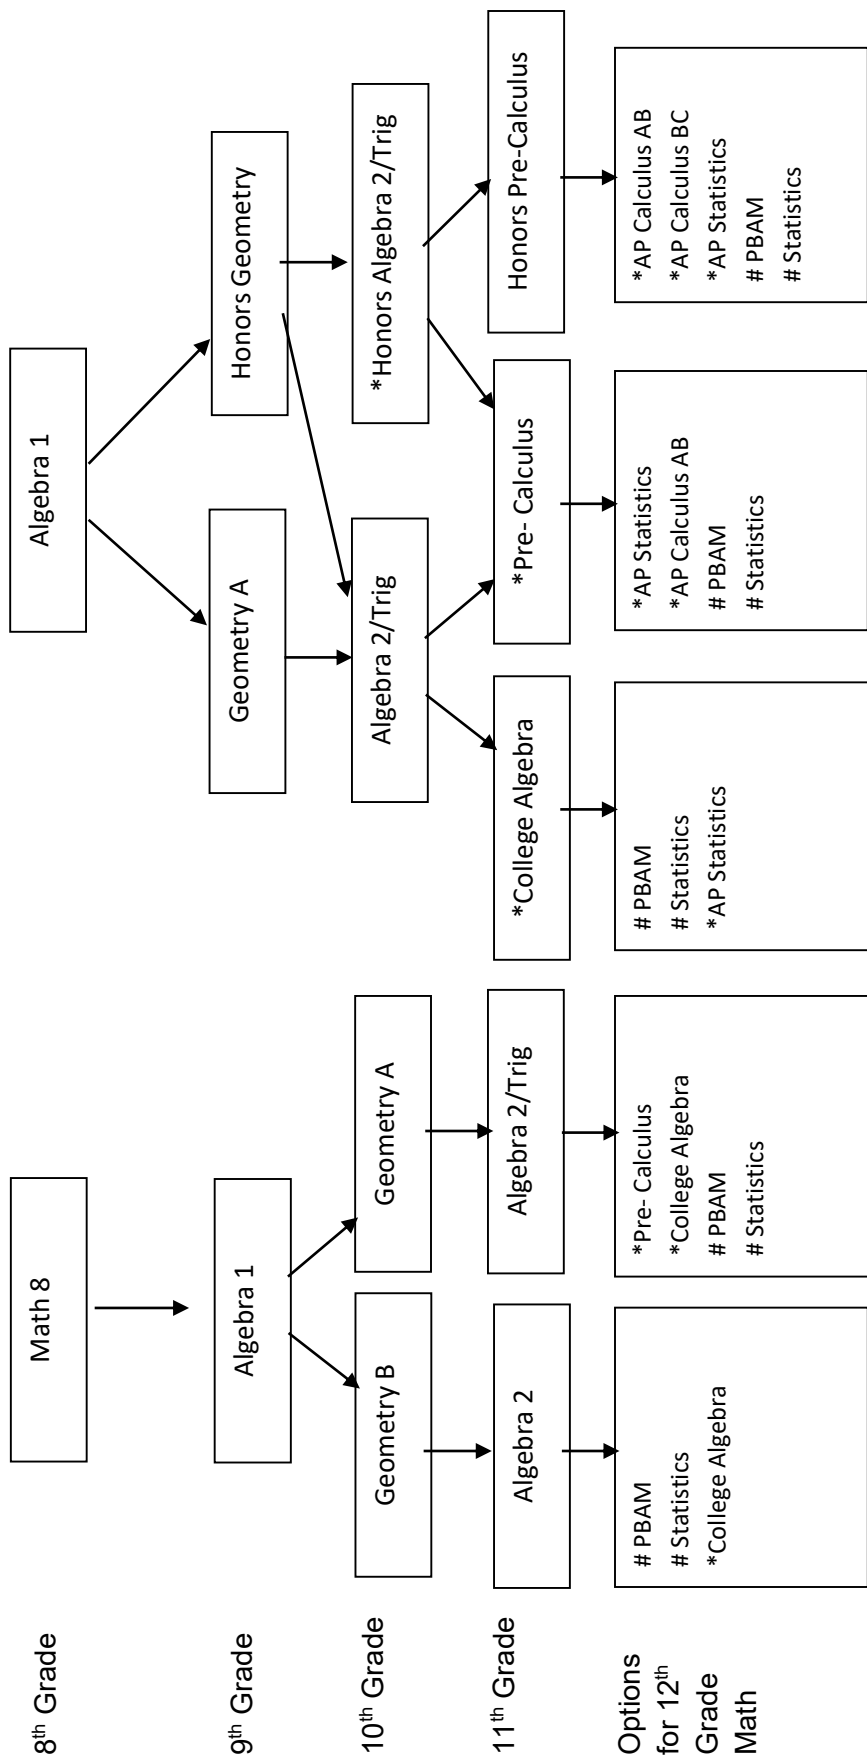 8th Grade
Math 8
Algebra 1
9th Grade
Algebra 1
Geometry A
Honors Geometry
10th Grade
Geometry B
Geometry A
Algebra 2/Trig
*Honors Algebra 2/Trig
11th Grade
Algebra 2
Algebra 2/Trig
*College Algebra
*Pre- Calculus
Honors Pre-Calculus
Options
for 12th
Grade
Math
# PBAM
# Statistics
*College Algebra
*Pre- Calculus
*College Algebra
# PBAM
# Statistics
# PBAM
# Statistics
*AP Statistics
*AP Statistics
*AP Calculus AB
# PBAM
# Statistics
*AP Calculus AB
*AP Calculus BC
*AP Statistics
# PBAM
# Statistics